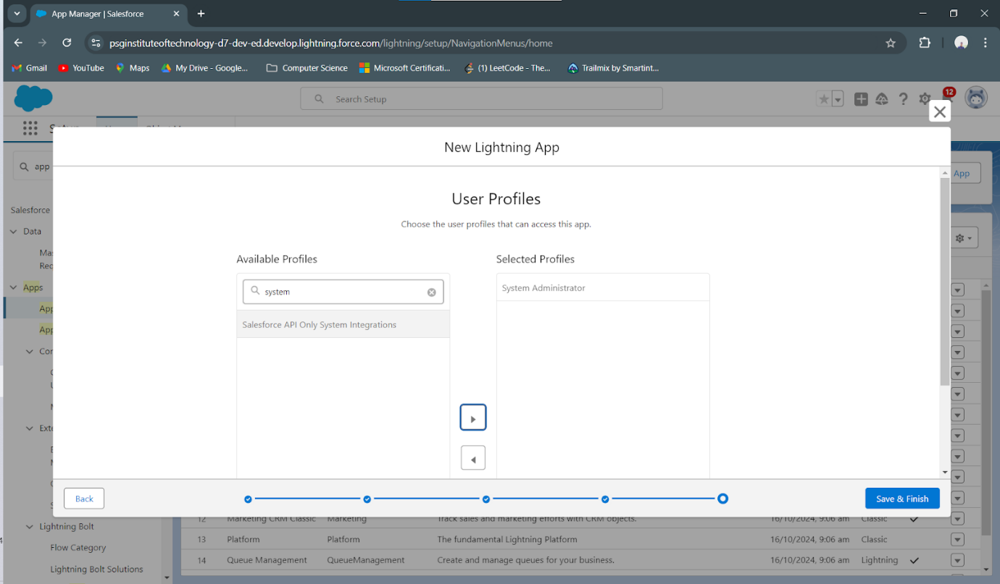 App Manager | Salesforce
psginstituteoftechnology-d7-dev-ed.develop.lightning.force.com/lightning/setup/NavigationMenus/home
Gmail YouTube Maps My Drive - Google... Computer Science Microsoft Certificati... (1) LeetCode - The... Trailmix by Smartint...
Search Setup
12
New Lightning App
app
App
User Profiles
Choose the user profiles that can access this app.
Salesforce
Data
Available Profiles Selected Profiles
Apps
system
System Administrator
Salesforce API Only System Integrations
Back
Save & Finish
12 Marketing CRM Classic Marketing Track sales and marketing efforts with CRM objects. 16/10/2024, 9:06 am Classic
Lightning Bolt
13 Platform Platform The fundamental Lightning Platform 16/10/2024, 9:06 am Classic
Flow Category
14 Queue Management QueueManagement Create and manage queues for your business. 16/10/2024, 9:06 am Lightning
Lightning Bolt Solutions